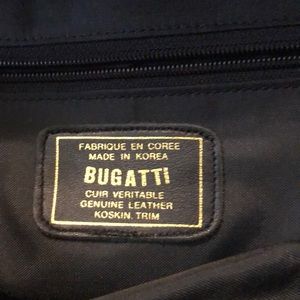 FABRIQUE EN COREE
MADE IN KOREA
BUGATTI
CUIR VERITABLE
GENUINE LEATHER
KOSKIN TRIM